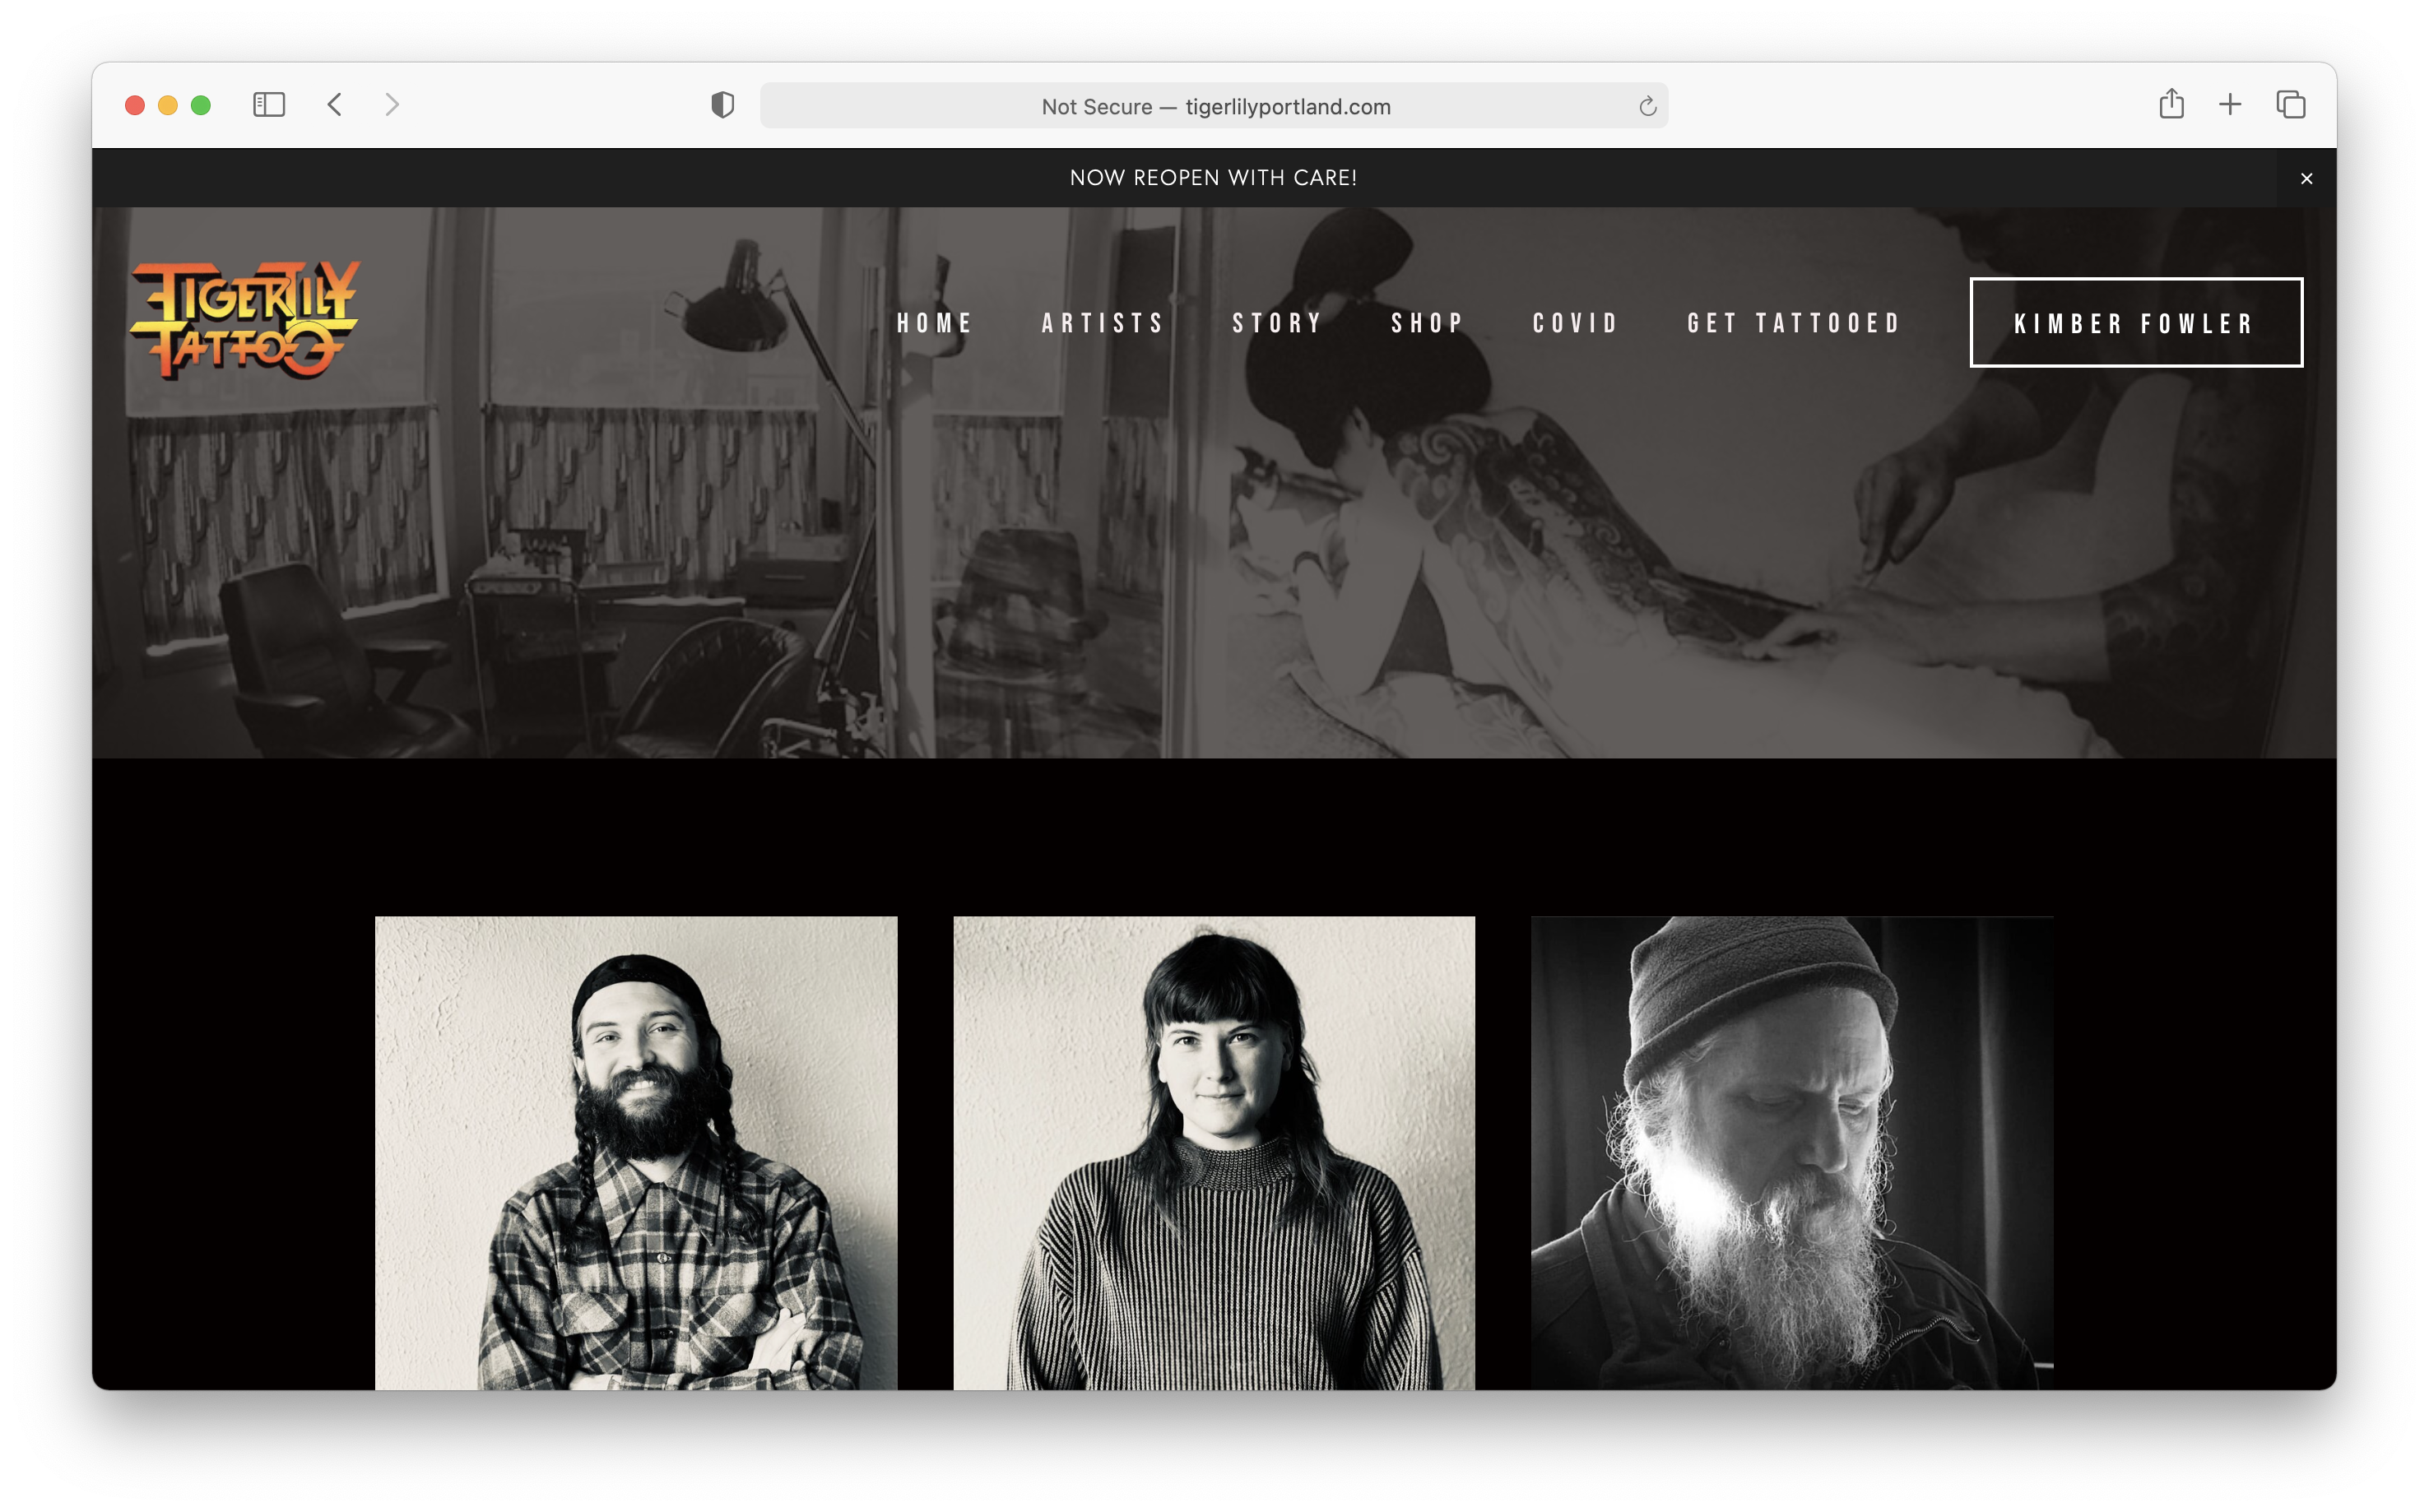 Not Secure — tigerlilyportland.com
NOW REOPEN WITH CARE!
TIGERLILY
TATTOO
HOME ARTISTS STORY SHOP COVID GET TATTOOED KIMBER FOWLER